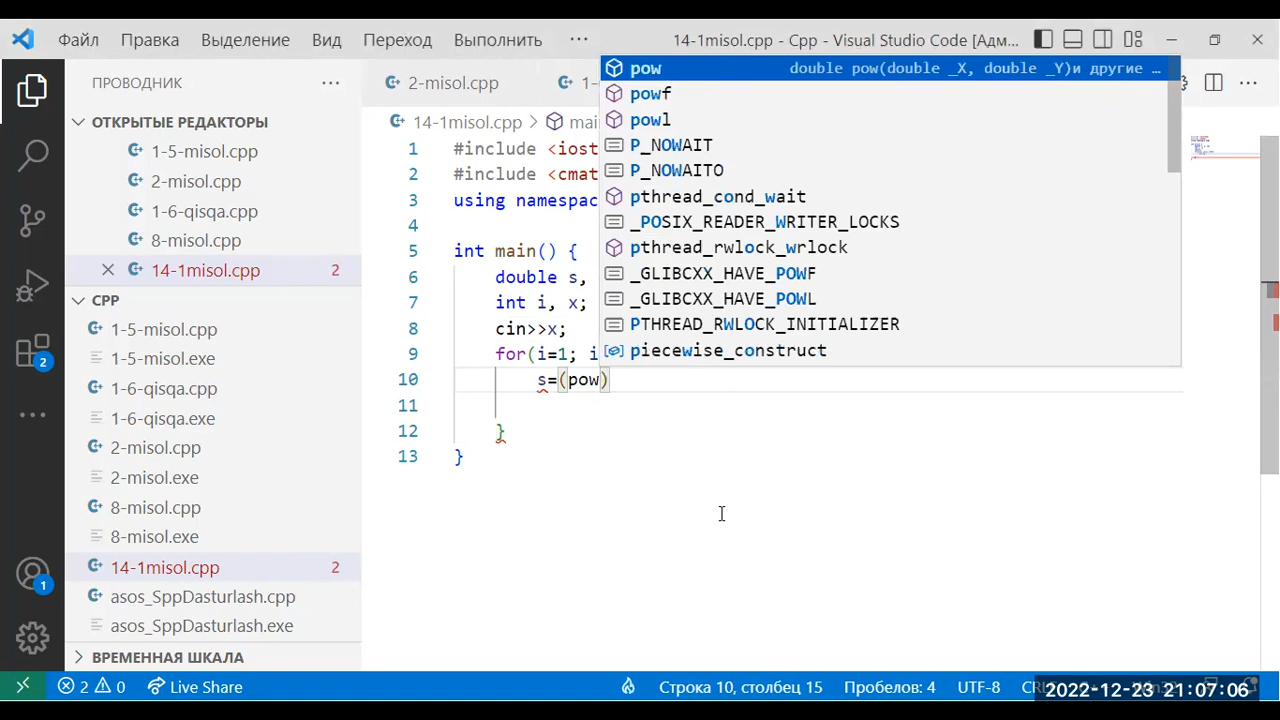 Файл Правка Выделение Вид Переход Выполнить ··· 14-1misol.cpp - Cpp - Visual Studio Code [Адм...
ПРОВОДНИК ···
2-misol.cpp 1-
ОТКРЫТЫЕ РЕДАКТОРЫ
1-5-misol.cpp
2-misol.cpp
1-6-qisqa.cpp
8-misol.cpp
14-1misol.cpp 2
CPP
1-5-misol.cpp
1-5-misol.exe
1-6-qisqa.cpp
1-6-qisqa.exe
2-misol.cpp
2-misol.exe
8-misol.cpp
8-misol.exe
14-1misol.cpp 2
asos_SppDasturlash.cpp
asos_SppDasturlash.exe
ВРЕМЕННАЯ ШКАЛА
2
1
14-1misol.cpp > mai
1 #include <iost
2 #include <cmat
3 using namespac
4
5 int main() {
6 double s,
7 int i, x;
8 cin>>x;
9 for(i=1; i
10 s=(pow)
11
12 }
13 }
pow double pow(double _X, double _Y)и другие ...
powf
powl
P_NOWAIT
P_NOWAITO
pthread_cond_wait
_POSIX_READER_WRITER_LOCKS
pthread_rwlock_wrlock
_GLIBCXX_HAVE_POWF
_GLIBCXX_HAVE_POWL
PTHREAD_RWLOCK_INITIALIZER
piecewise_construct
2 0 Live Share Строка 10, столбец 15 Пробелов: 4 UTF-8
2022-12-23 21:07:06